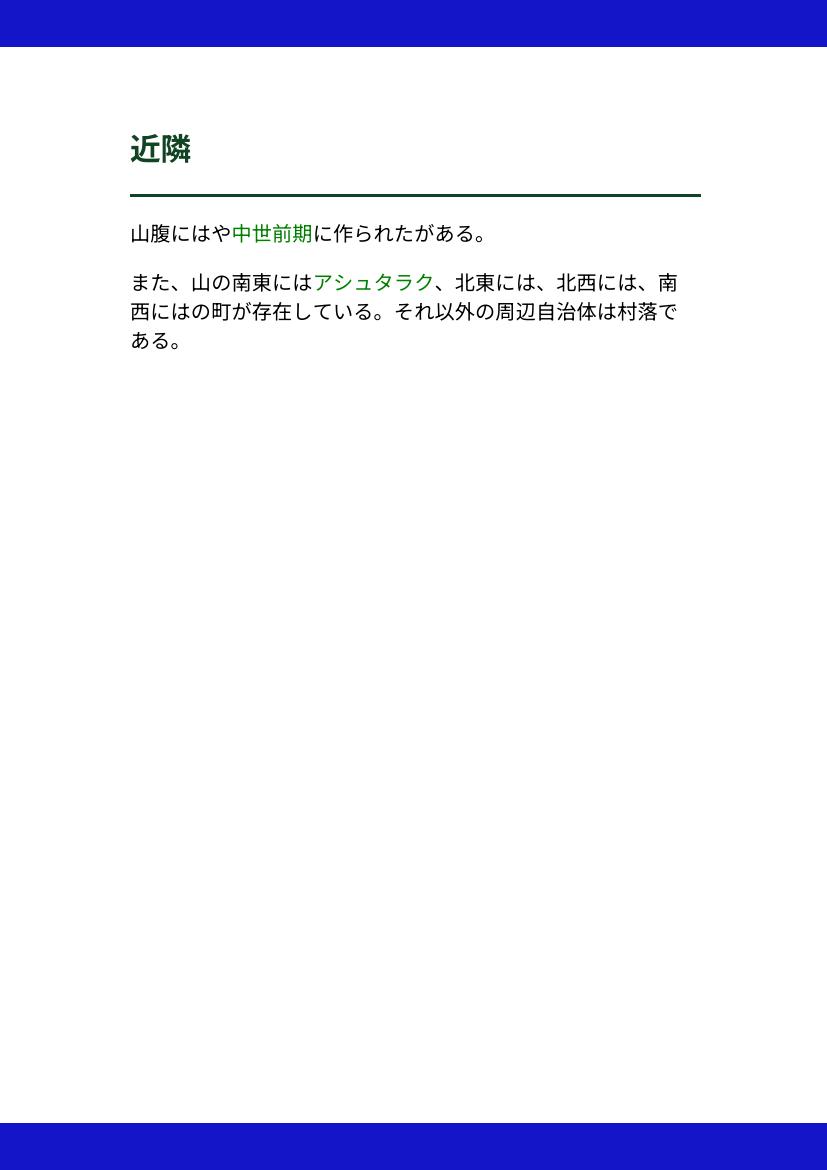 近隣
山腹にはや中世前期に作られたがある。
また、山の南東にはアシュタラク、北東には、北西には、南
西にはの町が存在している。それ以外の周辺自治体は村落で
ある。